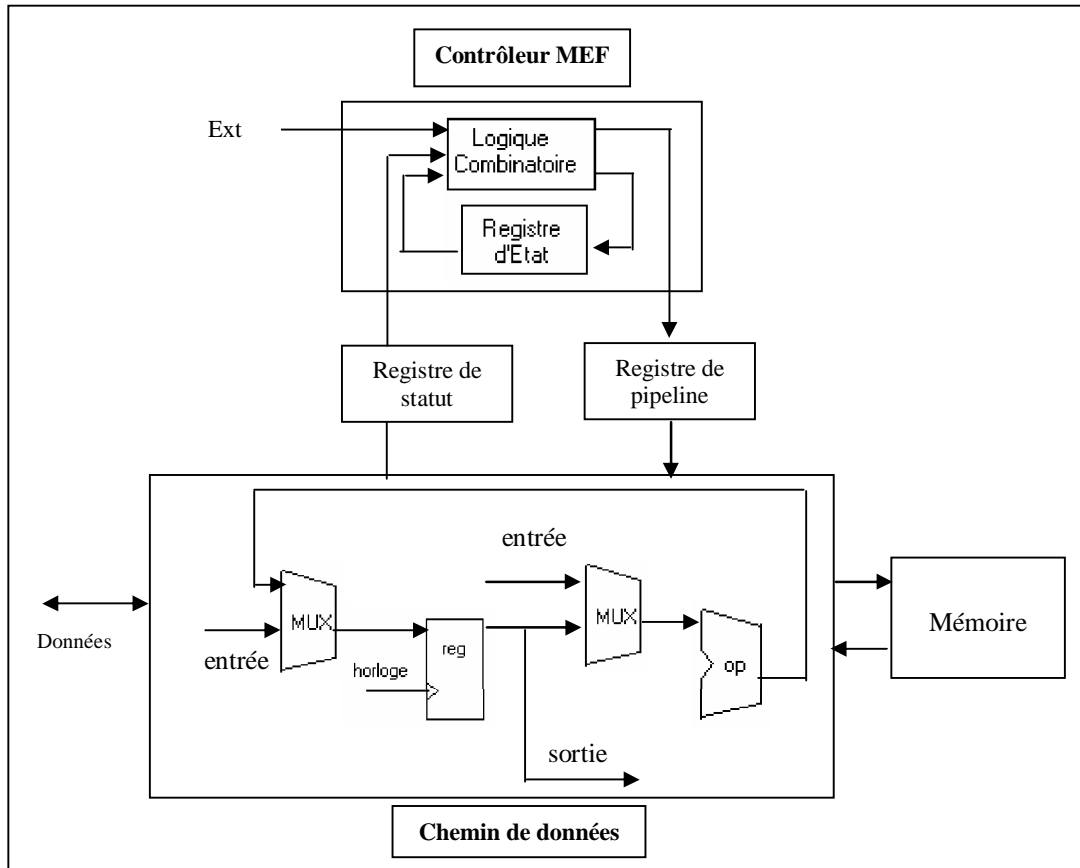 Contrôleur MEF
Ext
Logique
Combinatoire
Registre
d'Etat
Registre de
statut
Registre de
pipeline
entrée
MUX
MUX
Données
entrée
reg
horloge
op
Mémoire
sortie
Chemin de données